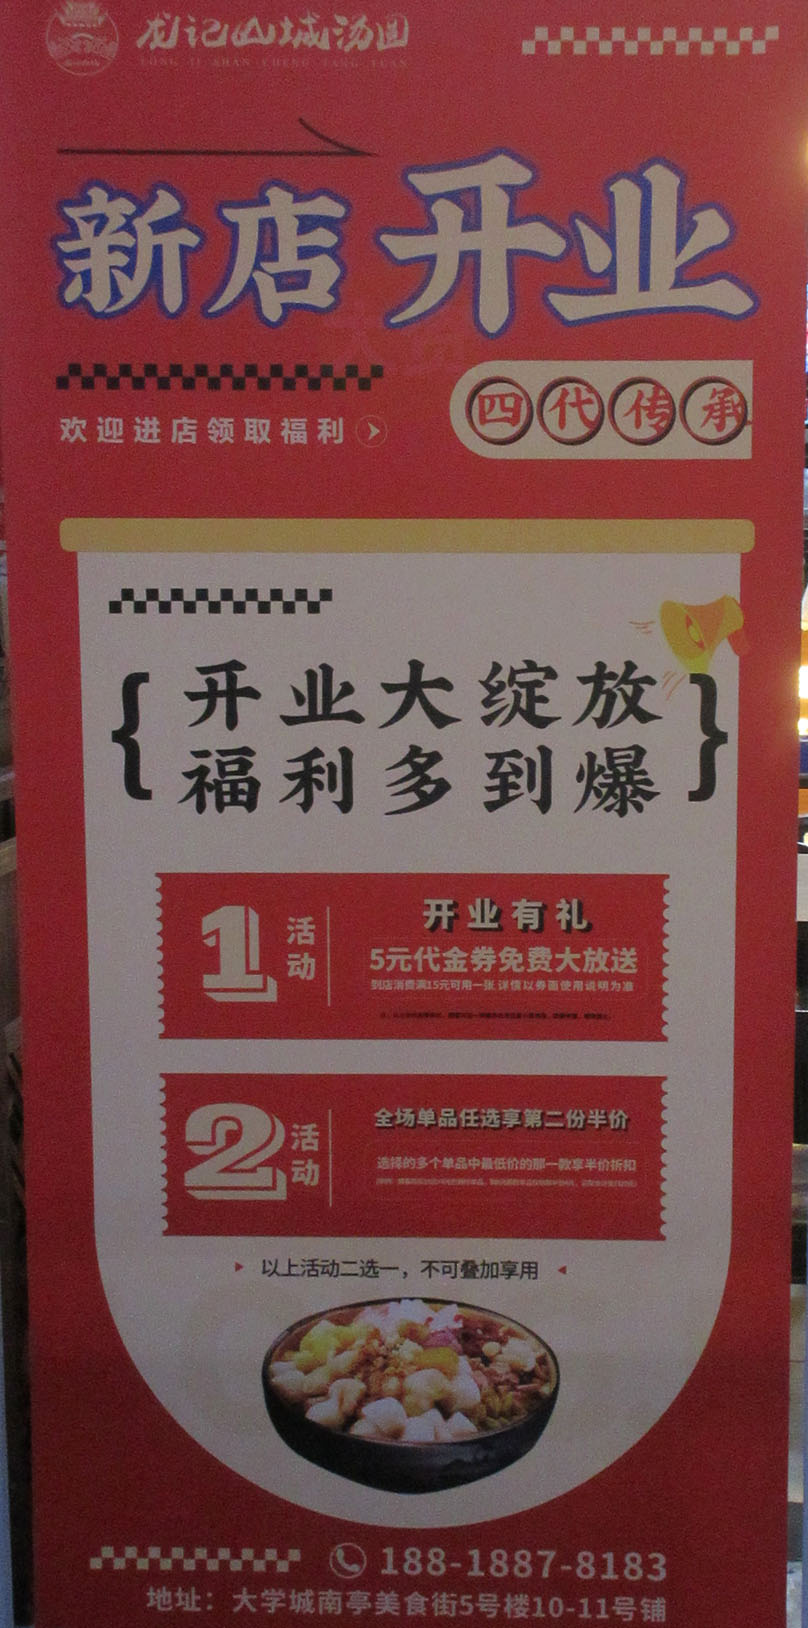 龙记山城汤圆
LONG JI SHAN CHENG TANG YUAN
新店开业
欢迎进店领取福利
四代传承
开业大绽放
福利多到爆
1 活动
开业有礼
5元代金券免费大放送
到店消费满15元可用一张,详情以券面使用说明为准
2 活动
全场单品任选享第二份半价
选择的多个单品中最低价的那一款享半价折扣
以上活动二选一，不可叠加享用
188-1887-8183
地址：大学城南亭美食街5号楼10-11号铺